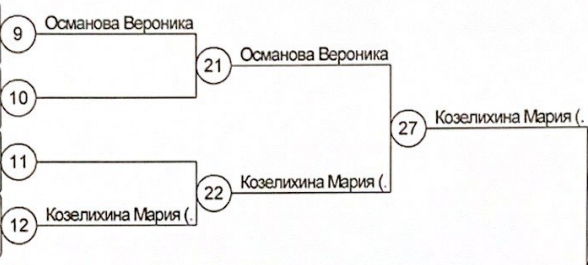 9 Османова Вероника
21 Османова Вероника
10
27 Козелихина Мария (.
11
22 Козелихина Мария (.
12 Козелихина Мария (.